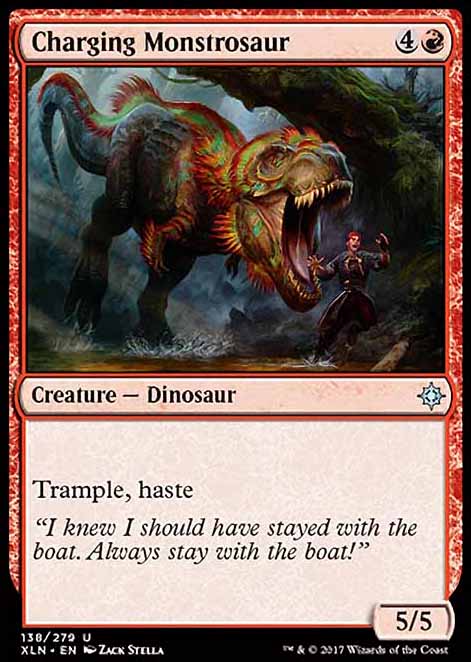 Charging Monstrosaur 4
Creature — Dinosaur
Trample, haste
“I knew I should have stayed with the
boat. Always stay with the boat!”
5/5
138/279 U
XLN • EN Zack Stella
™ & © 2017 Wizards of the Coast